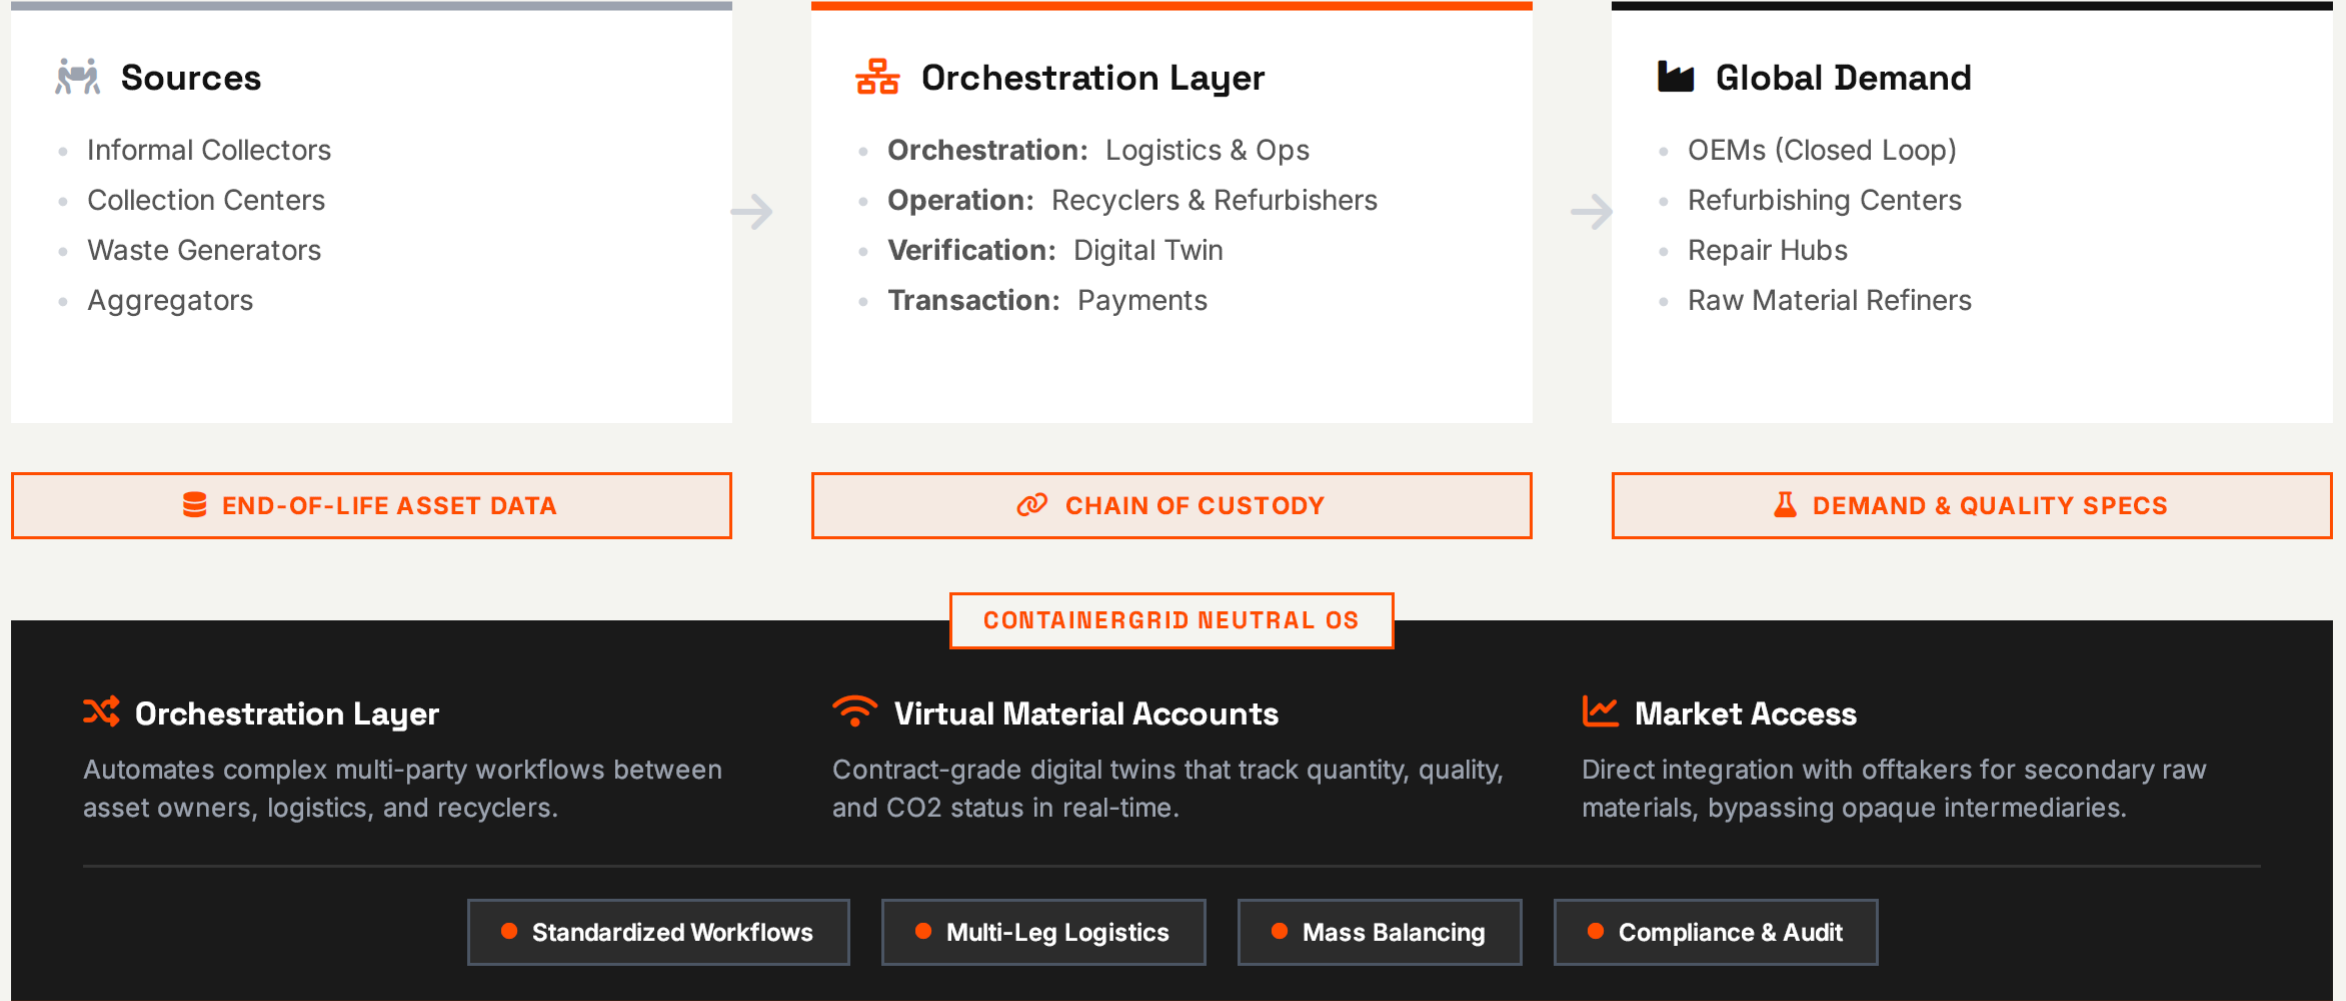 Sources
Informal Collectors
Collection Centers
Waste Generators
Aggregators
Orchestration Layer
Orchestration: Logistics & Ops
Operation: Recyclers & Refurbishers
Verification: Digital Twin
Transaction: Payments
Global Demand
OEMs (Closed Loop)
Refurbishing Centers
Repair Hubs
Raw Material Refiners
END-OF-LIFE ASSET DATA
CHAIN OF CUSTODY
DEMAND & QUALITY SPECS
CONTAINERGRID NEUTRAL OS
Orchestration Layer
Automates complex multi-party workflows between
asset owners, logistics, and recyclers.
Virtual Material Accounts
Contract-grade digital twins that track quantity, quality,
and CO2 status in real-time.
Market Access
Direct integration with offtakers for secondary raw
materials, bypassing opaque intermediaries.
Standardized Workflows
Multi-Leg Logistics
Mass Balancing
Compliance & Audit